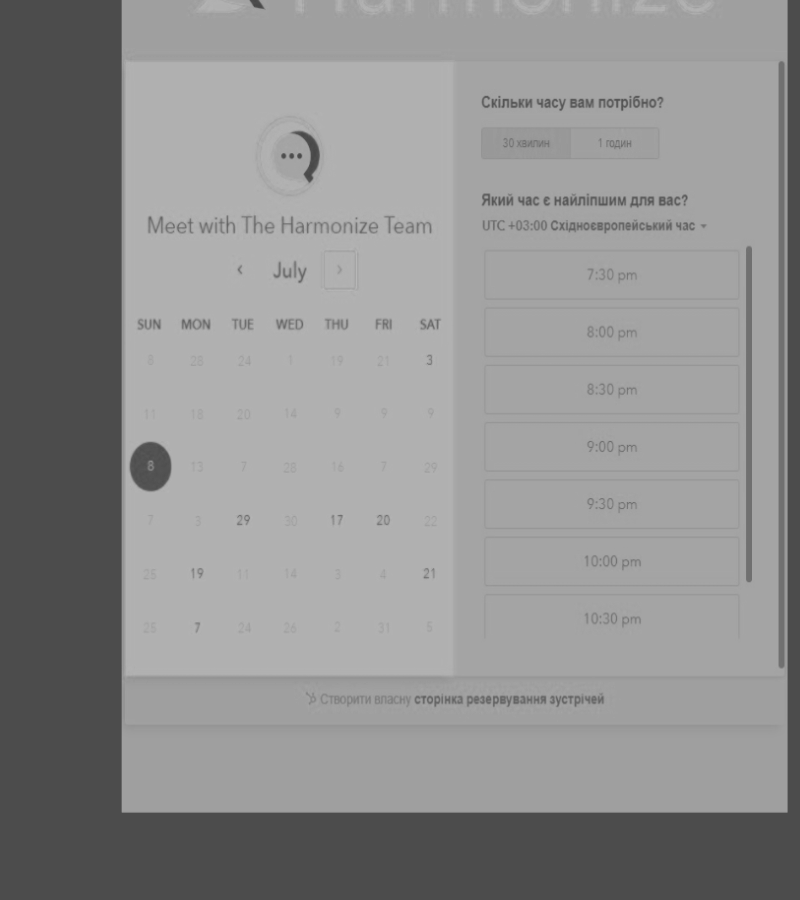 Harmonize
Скільки часу вам потрібно?
30 хвилин 1 годин
Який час є найліпшим для вас?
UTC +03:00 Східноєвропейський час
Meet with The Harmonize Team
July
SUN MON TUE WED THU FRI SAT
8 26 24 1 19 21 3
11 18 20 14 9 9 9
8 13 7 28 16 7 29
7 3 29 30 17 20 22
25 19 11 14 3 4 21
28 7 24 26 2 31 5
7:30 pm
8:00 pm
8:30 pm
9:00 pm
9:30 pm
10:00 pm
10:30 pm
Створити власну сторінка резервування зустрічей